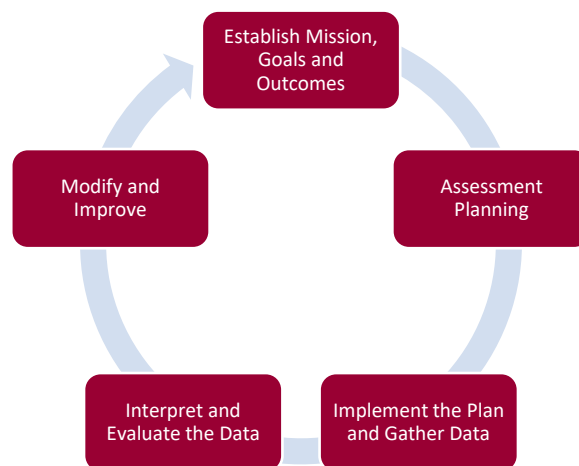 Establish Mission,
Goals and
Outcomes
Assessment
Planning
Implement the Plan
and Gather Data
Interpret and
Evaluate the Data
Modify and
Improve